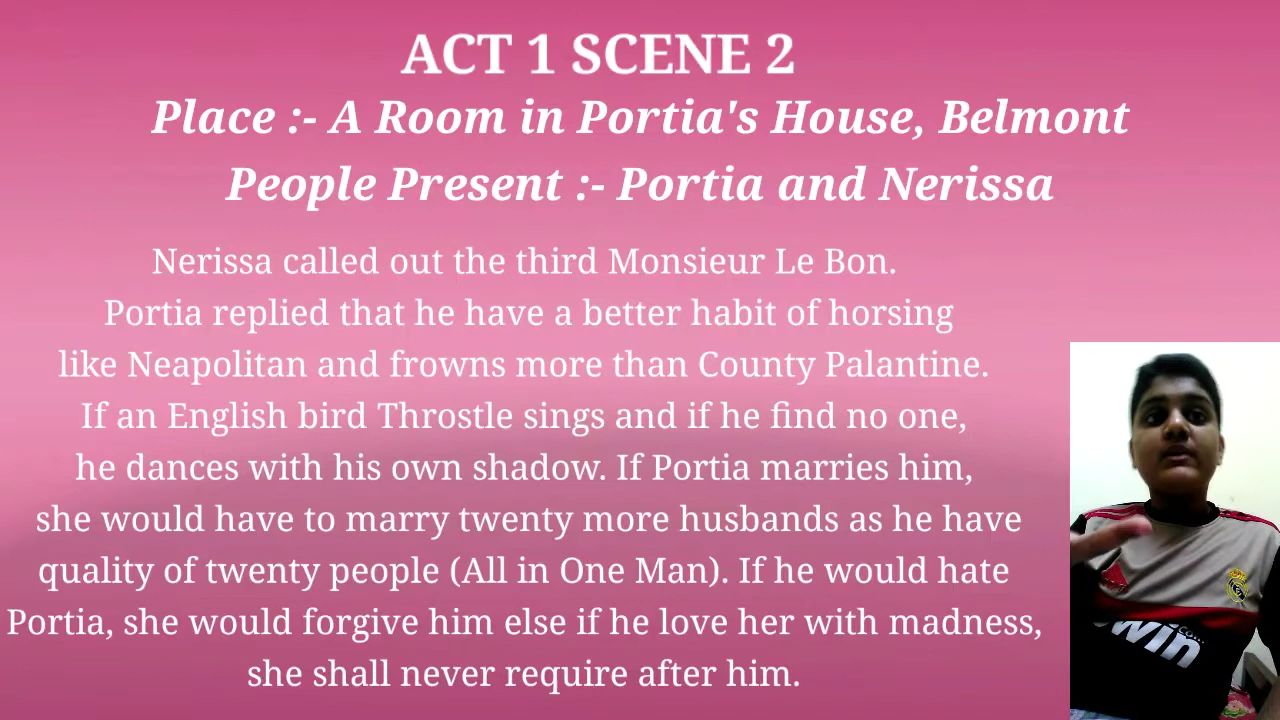 ACT 1 SCENE 2
Place :- A Room in Portia's House, Belmont
People Present :- Portia and Nerissa
Nerissa called out the third Monsieur Le Bon.
Portia replied that he have a better habit of horsing
like Neapolitan and frowns more than County Palantine.
If an English bird Throstle sings and if he find no one,
he dances with his own shadow. If Portia marries him,
she would have to marry twenty more husbands as he have
quality of twenty people (All in One Man). If he would hate
Portia, she would forgive him else if he love her with madness,
she shall never require after him.
win
.com